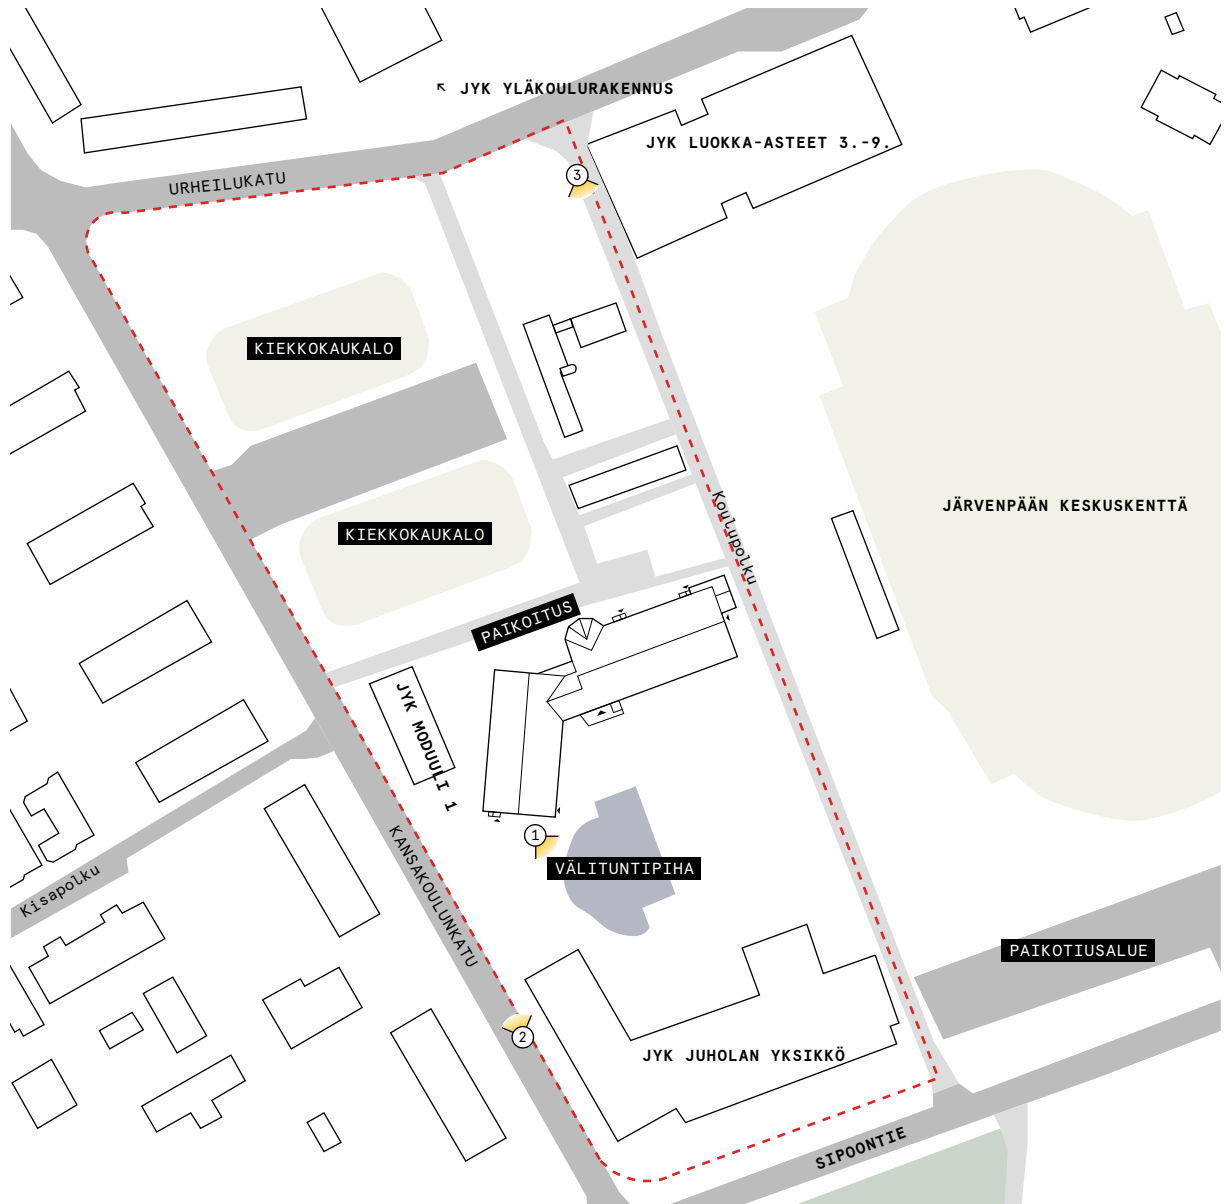 ↖ JYK YLÄKOULURAKENNUS
JYK LUOKKA-ASTEET 3.-9.
3
URHEILUKATU
KIEKKOKAUKALO
JÄRVENPÄÄN KESKUSKENTTÄ
KIEKKOKAUKALO
Koulupolku
PAIKOITUS
JYK MODUULI 1
1
VÄLITUNTIPIHA
KANSAKOULUNKATU
Kisapolku
PAIKOTIUSALUE
2
JYK JUHOLAN YKSIKKÖ
SIPOONTIE